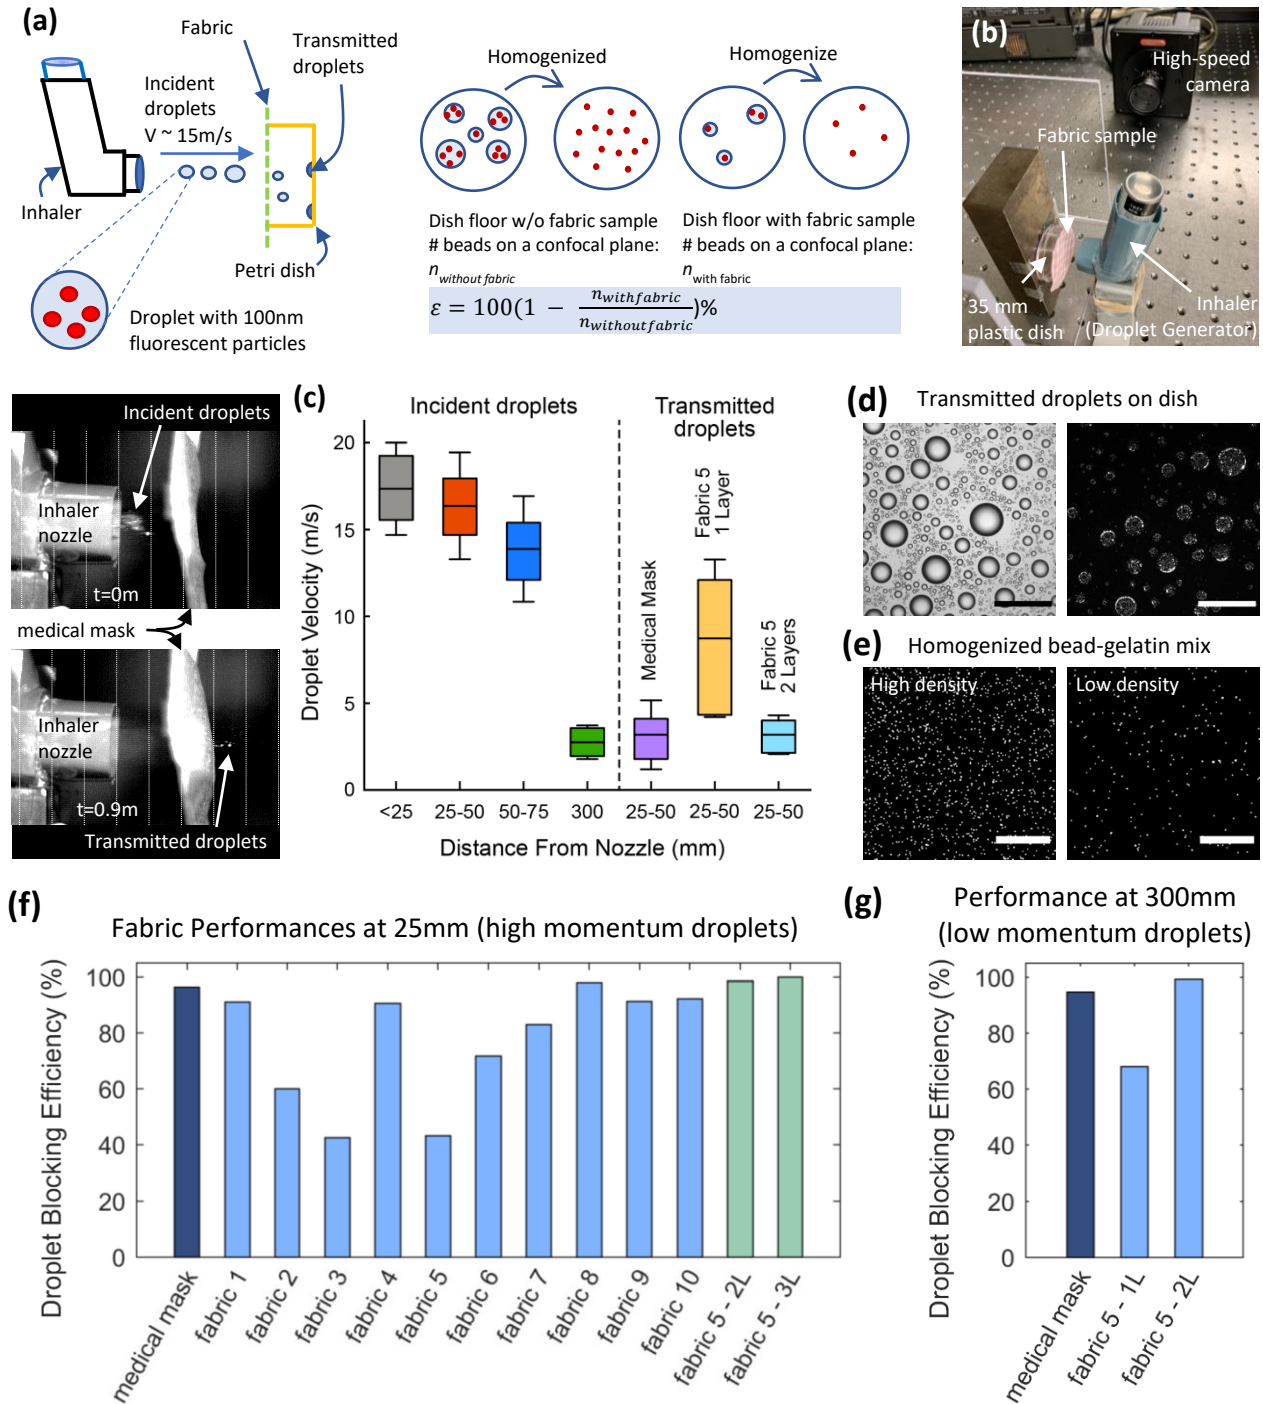 (a)
Fabric
Transmitted
droplets
Incident
droplets
V ~ 15m/s
Inhaler
Petri dish
Droplet with 100nm
fluorescent particles
Homogenized
Homogenize
Dish floor w/o fabric sample
# beads on a confocal plane:
n without fabric
Dish floor with fabric sample
# beads on a confocal plane:
n with fabric
ε = 100(1 − n withfabric / n withoutfabric)%
(b)
High-speed
camera
Fabric sample
35 mm
plastic dish
Inhaler
(Droplet Generator)
Incident droplets
Inhaler
nozzle
t=0m
medical mask
Inhaler
nozzle
t=0.9m
Transmitted droplets
(c)
Incident droplets
Transmitted
droplets
Droplet Velocity (m/s)
20
15
10
5
0
Medical Mask
Fabric 5
1 Layer
Fabric 5
2 Layers
<25 25-50 50-75 300 25-50 25-50 25-50
Distance From Nozzle (mm)
(d)
Transmitted droplets on dish
(e)
Homogenized bead-gelatin mix
High density
Low density
(f)
Fabric Performances at 25mm (high momentum droplets)
Droplet Blocking Efficiency (%)
100
80
60
40
20
0
medical mask
fabric 1
fabric 2
fabric 3
fabric 4
fabric 5
fabric 6
fabric 7
fabric 8
fabric 9
fabric 10
fabric 5 - 2L
fabric 5 - 3L
(g)
Performance at 300mm
(low momentum droplets)
Droplet Blocking Efficiency (%)
100
80
60
40
20
0
medical mask
fabric 5 - 1L
fabric 5 - 2L